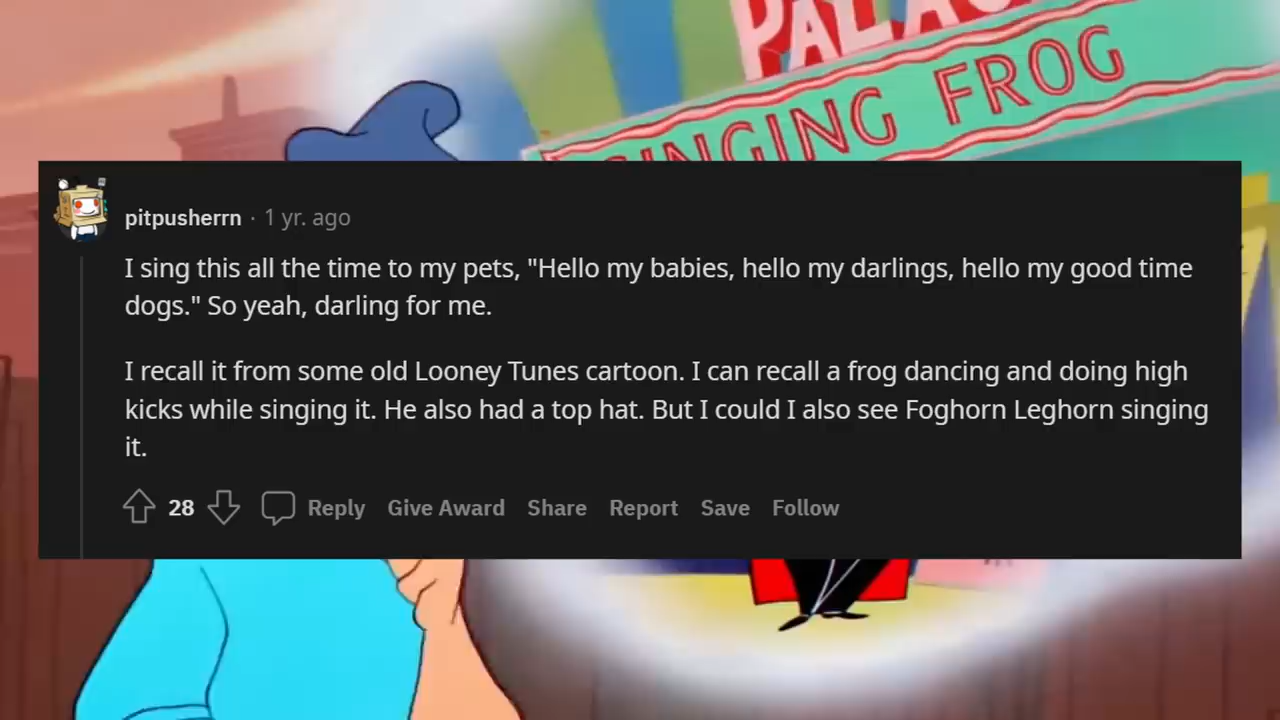 PALAC
SINGING FROG
pitpusherrn · 1 yr. ago
I sing this all the time to my pets, "Hello my babies, hello my darlings, hello my good time
dogs." So yeah, darling for me.
I recall it from some old Looney Tunes cartoon. I can recall a frog dancing and doing high
kicks while singing it. He also had a top hat. But I could I also see Foghorn Leghorn singing
it.
28 Reply Give Award Share Report Save Follow